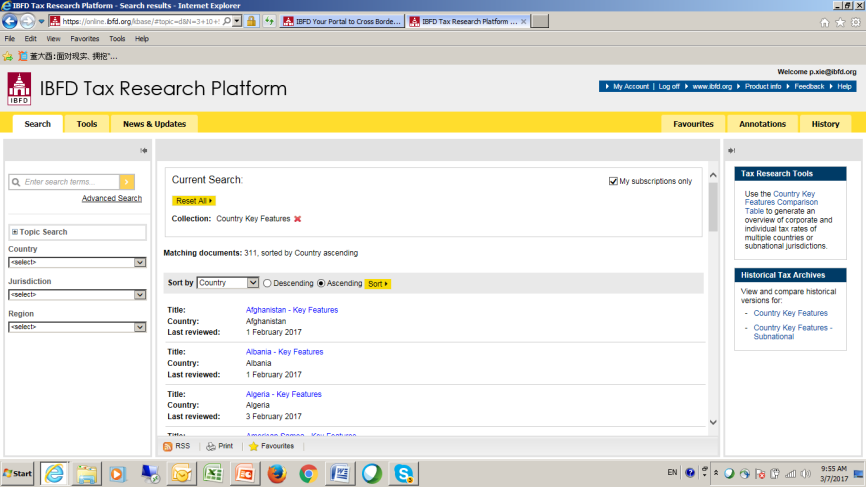 IBFD Tax Research Platform - Search results - Internet Explorer
https://online.ibfd.org/kbase/#topic=d&N=3+10+
IBFD Your Portal to Cross Borde...
IBFD Tax Research Platform ...
File Edit View Favorites Tools Help
董大西:面对现实、拥抱"...
Welcome p.xie@ibfd.org
IBFD
IBFD Tax Research Platform
My Account | Log off www.ibfd.org Product info Feedback Help
Search Tools News & Updates Favourites Annotations History
Enter search terms...
Advanced Search
Topic Search
Country
<select>
Jurisdiction
<select>
Region
<select>
Current Search:
My subscriptions only
Reset All
Collection: Country Key Features
Matching documents: 311, sorted by Country ascending
Sort by Country Descending Ascending Sort
Title: Afghanistan - Key Features
Country: Afghanistan
Last reviewed: 1 February 2017
Title: Albania - Key Features
Country: Albania
Last reviewed: 1 February 2017
Title: Algeria - Key Features
Country: Algeria
Last reviewed: 3 February 2017
Title: American Samoa - Key Features
RSS Print Favourites
Tax Research Tools
Use the Country Key
Features Comparison
Table to generate an
overview of corporate and
individual tax rates of
multiple countries or
subnational jurisdictions.
Historical Tax Archives
View and compare historical
versions for:
- Country Key Features
- Country Key Features -
Subnational
Start
EN
9:55 AM
3/7/2017